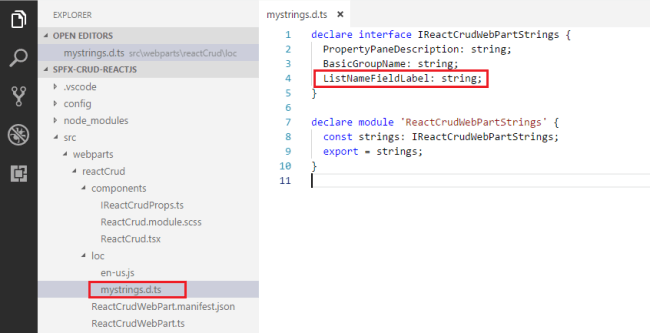 EXPLORER
OPEN EDITORS
mystrings.d.ts src\webparts\reactCrud\loc
SPFX-CRUD-REACTJS
.vscode
config
node_modules
src
webparts
reactCrud
components
IReactCrudProps.ts
ReactCrud.module.scss
ReactCrud.tsx
loc
en-us.js
mystrings.d.ts
ReactCrudWebPart.manifest.json
ReactCrudWebPart.ts
mystrings.d.ts
1 declare interface IReactCrudWebPartStrings {
2 PropertyPaneDescription: string;
3 BasicGroupName: string;
4 ListNameFieldLabel: string;
5 }
6
7 declare module 'ReactCrudWebPartStrings' {
8 const strings: IReactCrudWebPartStrings;
9 export = strings;
10 }
11